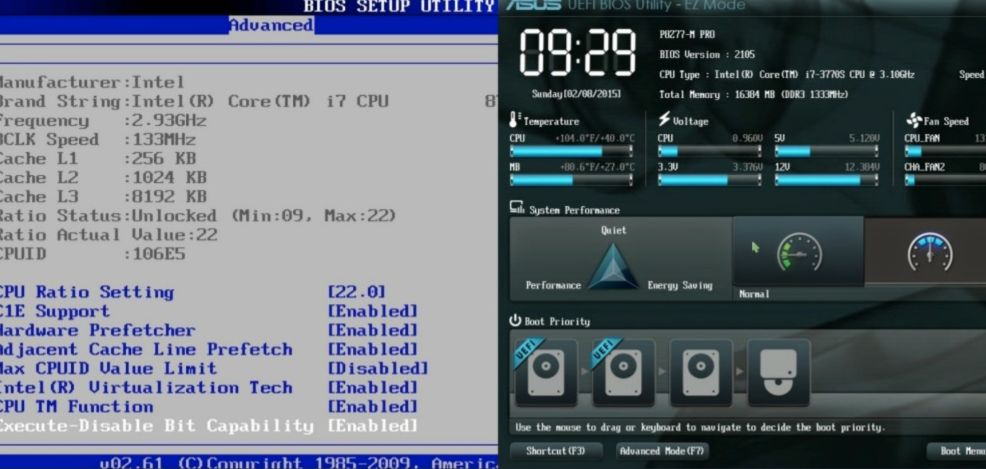 BIOS SETUP UTILITY
Advanced
Manufacturer:Intel
Brand String:Intel(R) Core(TM) i7 CPU 87
Frequency :2.93GHz
BCLK Speed :133MHz
Cache L1 :256 KB
Cache L2 :1024 KB
Cache L3 :8192 KB
Ratio Status:Unlocked (Min:09, Max:22)
Ratio Actual Value:22
CPUID :106E5
CPU Ratio Setting [22.0]
C1E Support [Enabled]
Hardware Prefetcher [Enabled]
Adjacent Cache Line Prefetch [Enabled]
Max CPUID Value Limit [Disabled]
Intel(R) Virtualization Tech [Enabled]
CPU TM Function [Enabled]
Execute-Disable Bit Capability [Enabled]
v02.61 (C)Copyright 1985-2009, Americ
ASUS UEFI BIOS Utility - EZ Mode
09:29
Sunday[02/08/2015]
P8Z77-M PRO
BIOS Version : 2105
CPU Type : Intel(R) Core(TM) i7-3770S CPU @ 3.10GHz Speed
Total Memory : 16384 MB (DDR3 1333MHz)
Temperature
CPU +104.0°F/+40.0°C
MB +80.6°F/+27.0°C
Voltage
CPU 0.960V 5V 5.120V
3.3V 3.376V 12V 12.384V
Fan Speed
CPU_FAN 13
CHA_FAN2
System Performance
Quiet
Performance Energy Saving
Normal
Boot Priority
UEFI UEFI
Use the mouse to drag or keyboard to navigate to decide the boot priority.
Shortcut(F3) Advanced Mode(F7) Boot Menu